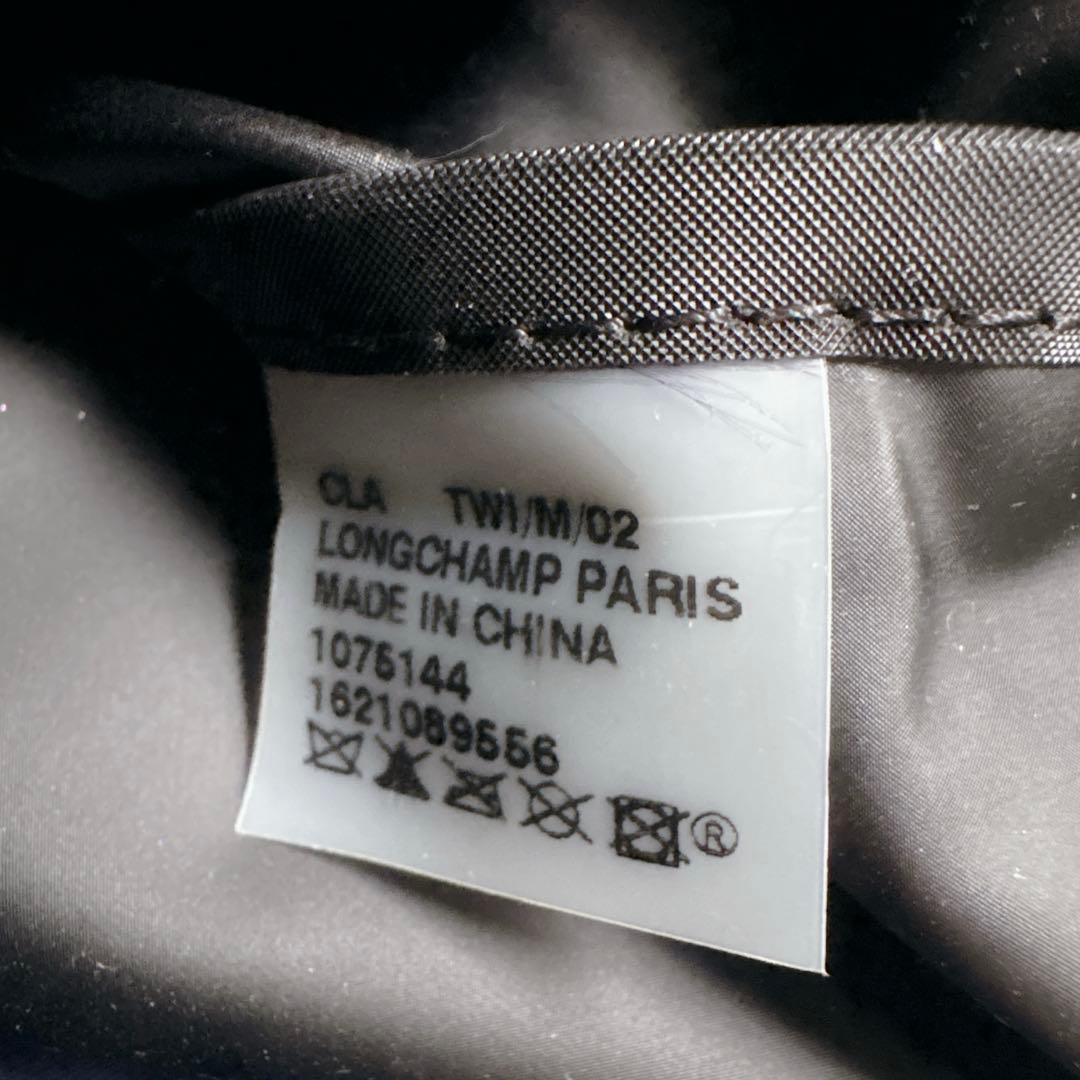 CLA TWI/M/02
LONGCHAMP PARIS
MADE IN CHINA
1075144
1621089556
®